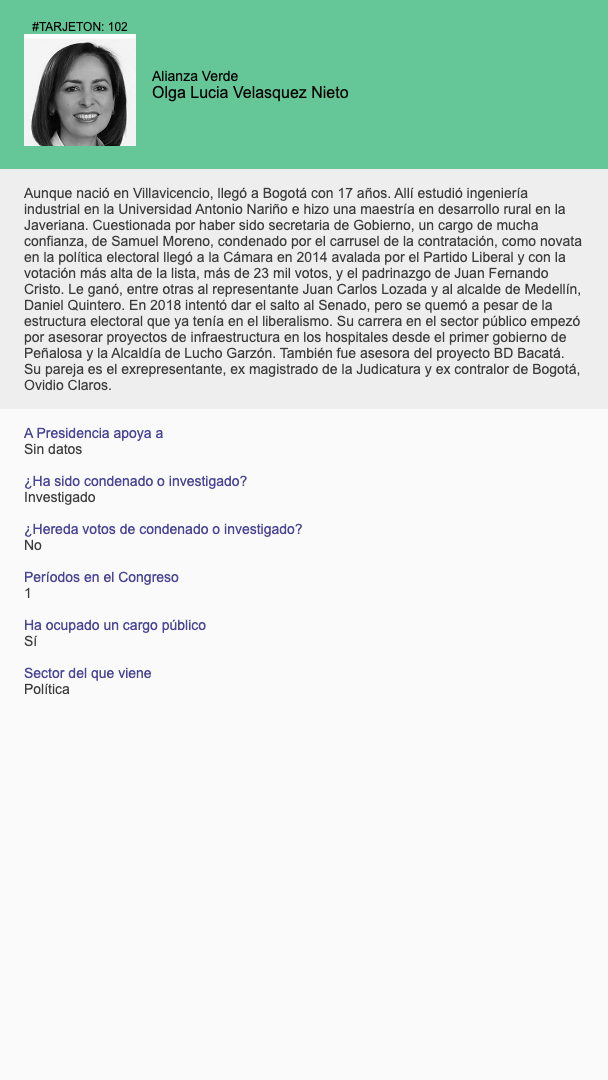 #TARJETON: 102
Alianza Verde
Olga Lucia Velasquez Nieto
Aunque nació en Villavicencio, llegó a Bogotá con 17 años. Allí estudió ingeniería
industrial en la Universidad Antonio Nariño e hizo una maestría en desarrollo rural en la
Javeriana. Cuestionada por haber sido secretaria de Gobierno, un cargo de mucha
confianza, de Samuel Moreno, condenado por el carrusel de la contratación, como novata
en la política electoral llegó a la Cámara en 2014 avalada por el Partido Liberal y con la
votación más alta de la lista, más de 23 mil votos, y el padrinazgo de Juan Fernando
Cristo. Le ganó, entre otras al representante Juan Carlos Lozada y al alcalde de Medellín,
Daniel Quintero. En 2018 intentó dar el salto al Senado, pero se quemó a pesar de la
estructura electoral que ya tenía en el liberalismo. Su carrera en el sector público empezó
por asesorar proyectos de infraestructura en los hospitales desde el primer gobierno de
Peñalosa y la Alcaldía de Lucho Garzón. También fue asesora del proyecto BD Bacatá.
Su pareja es el exrepresentante, ex magistrado de la Judicatura y ex contralor de Bogotá,
Ovidio Claros.
A Presidencia apoya a
Sin datos
¿Ha sido condenado o investigado?
Investigado
¿Hereda votos de condenado o investigado?
No
Períodos en el Congreso
1
Ha ocupado un cargo público
Sí
Sector del que viene
Política